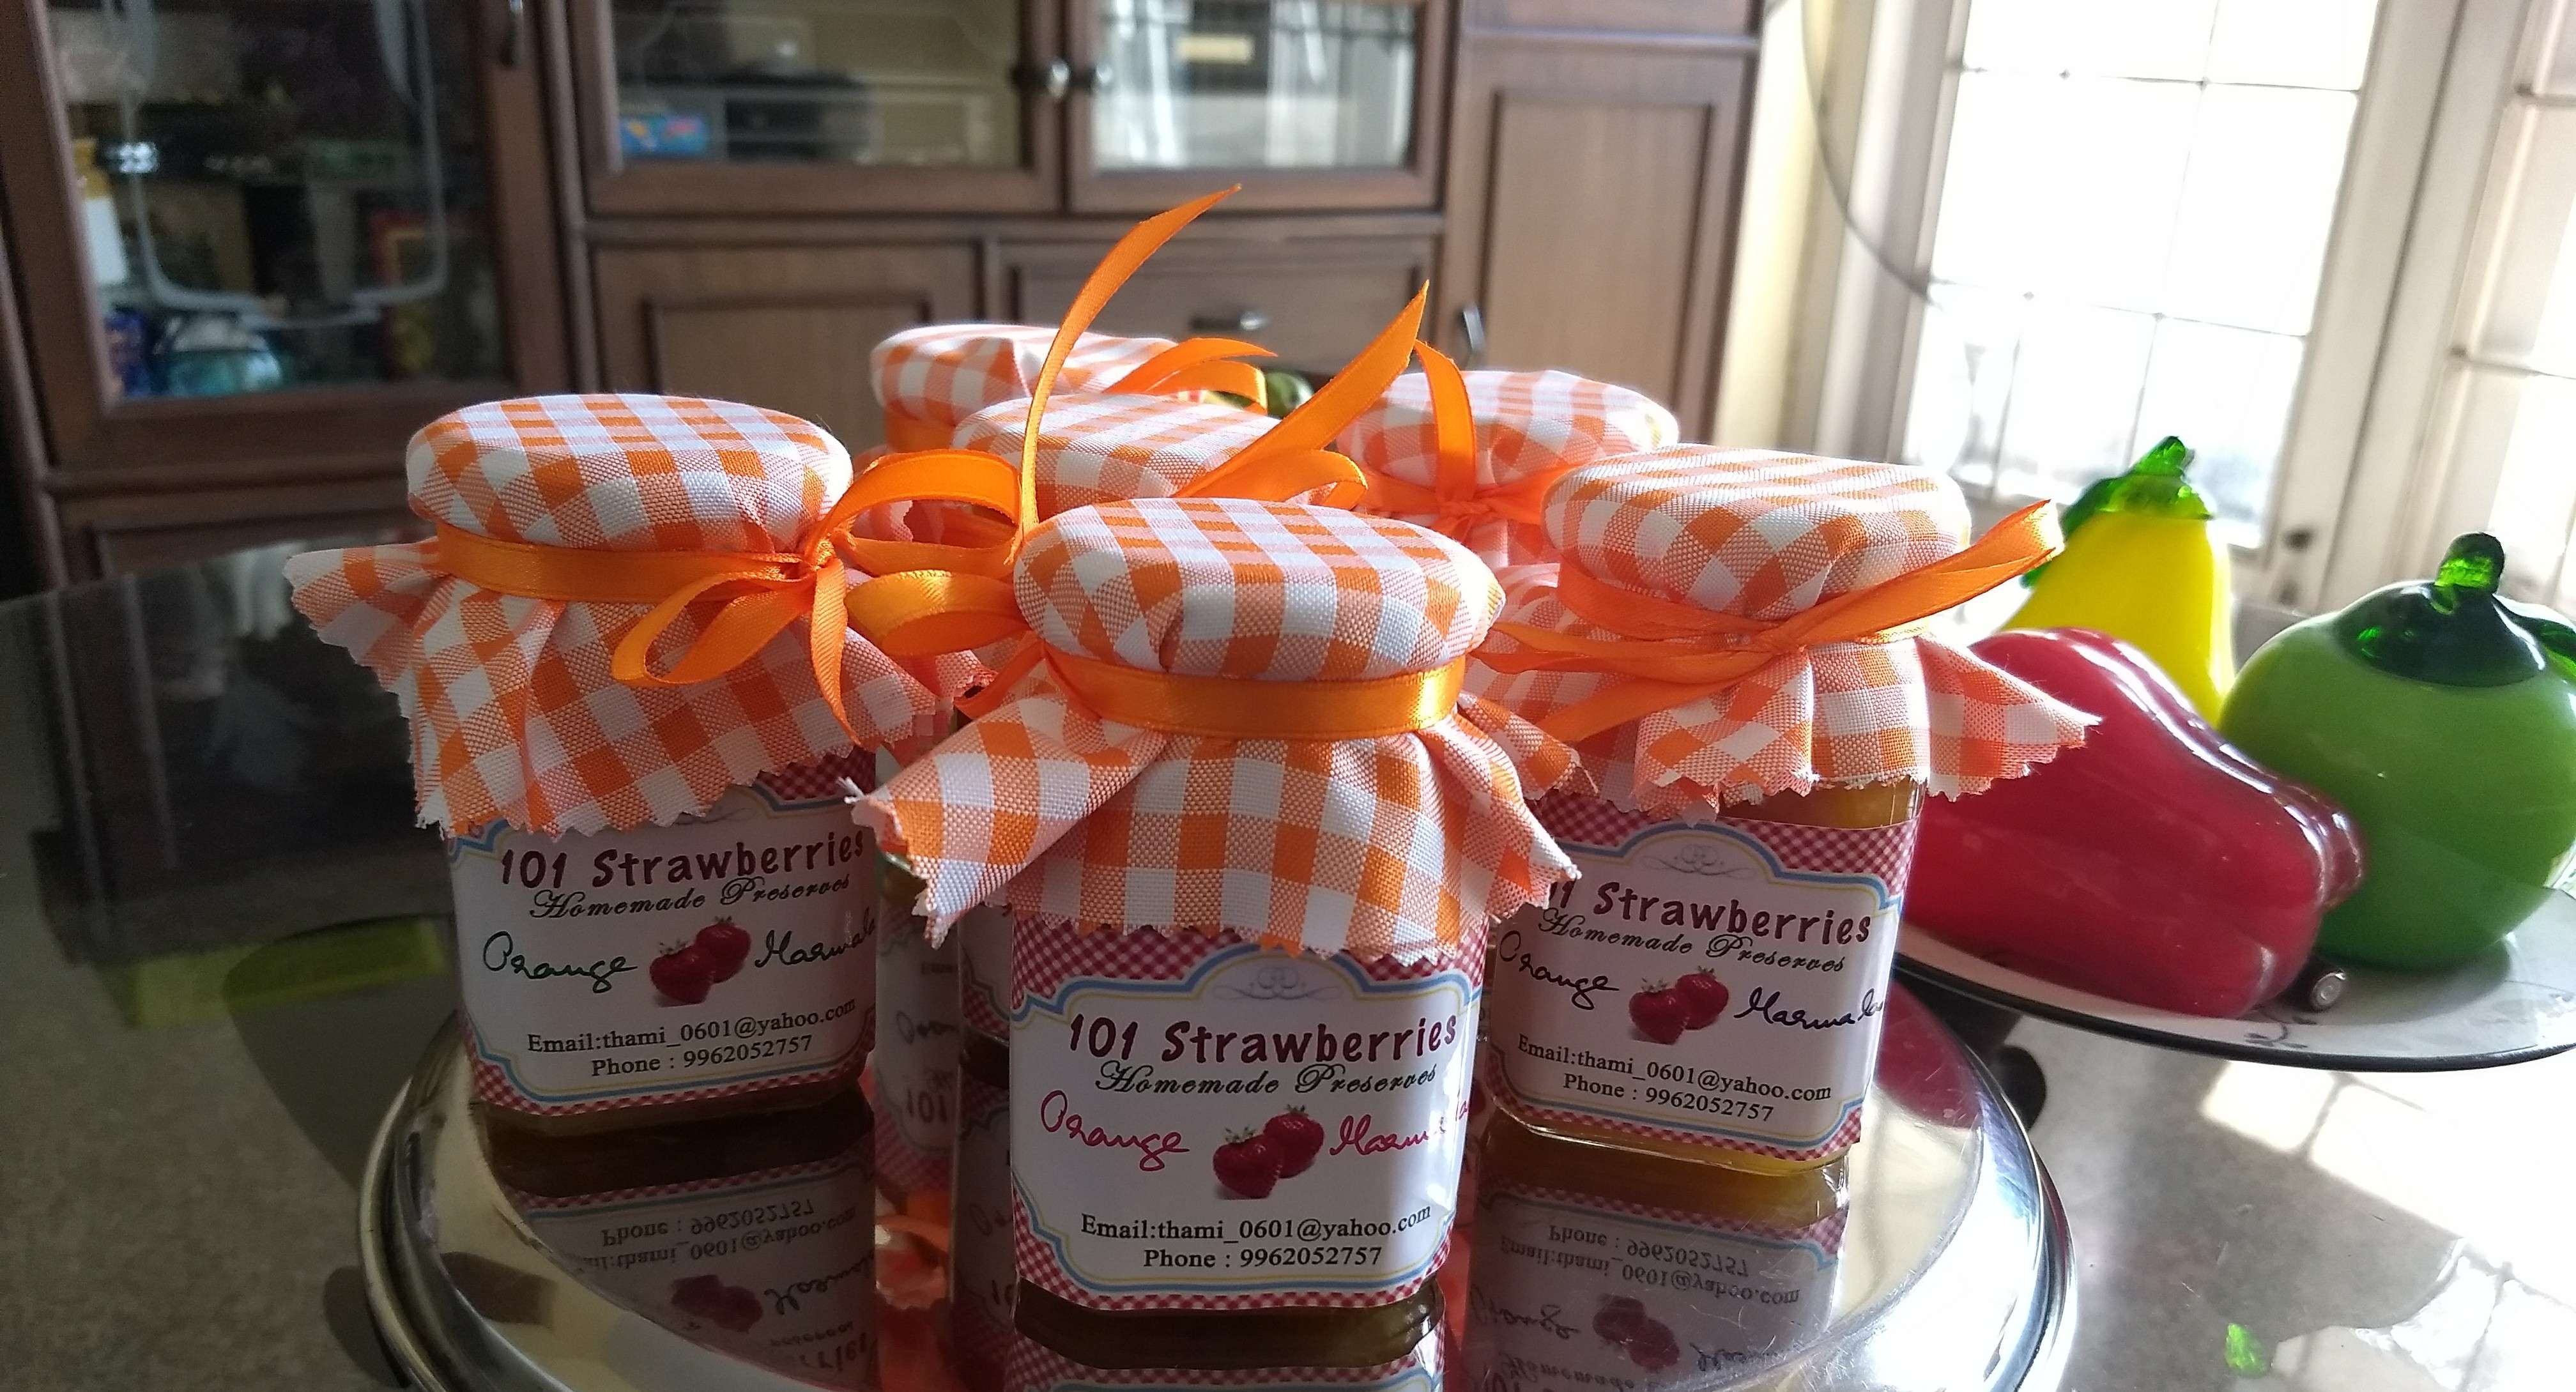 101 Strawberries
Homemade Preserves
Orange
Email:thami_0601@yahoo.com
Phone : 9962052757
101 Strawberries
Homemade Preserves
Orange
Email:thami_0601@yahoo.com
Phone : 9962052757
Strawberries
Homemade Preserves
Orange
Email:thami_0601@yahoo.com
Phone : 9962052757
101